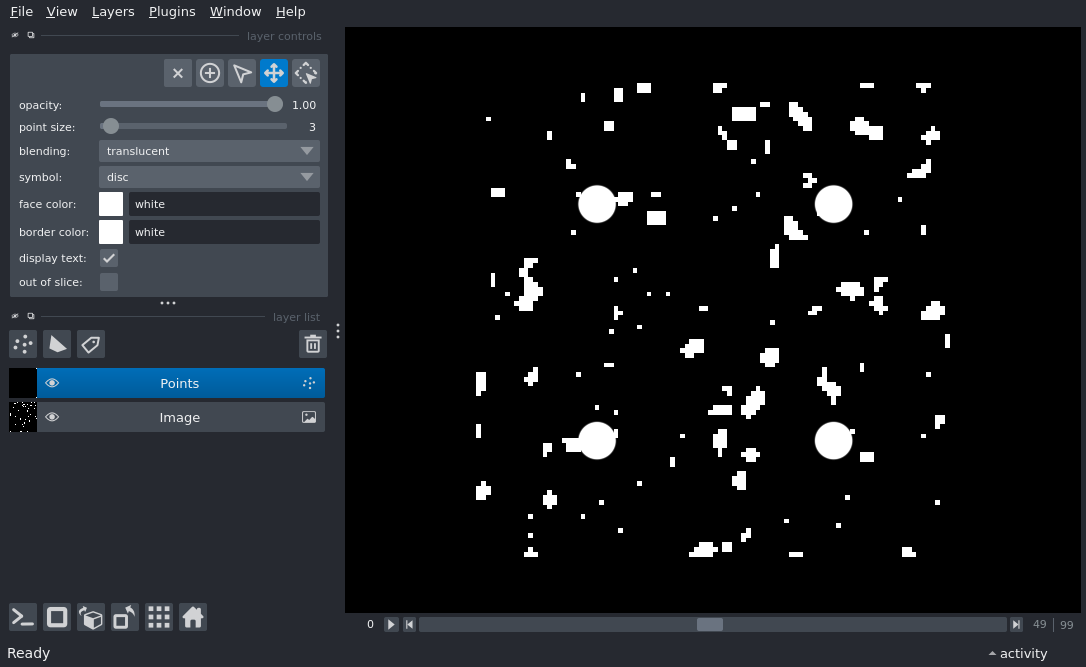 File View Layers Plugins Window Help
layer controls
opacity: 1.00
point size: 3
blending: translucent
symbol: disc
face color: white
border color: white
display text:
out of slice:
layer list
Points
Image
0 49 | 99
Ready activity